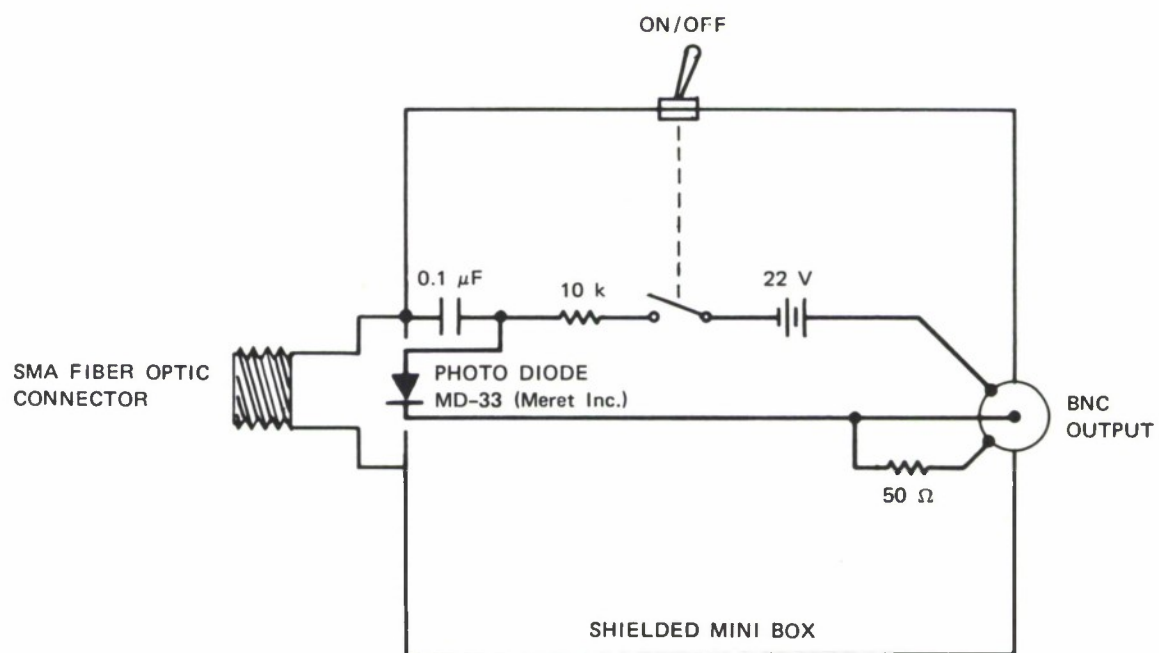 ON/OFF
0.1 μF
10 k
22 V
SMA FIBER OPTIC
CONNECTOR
PHOTO DIODE
MD-33 (Meret Inc.)
BNC
OUTPUT
50 Ω
SHIELDED MINI BOX